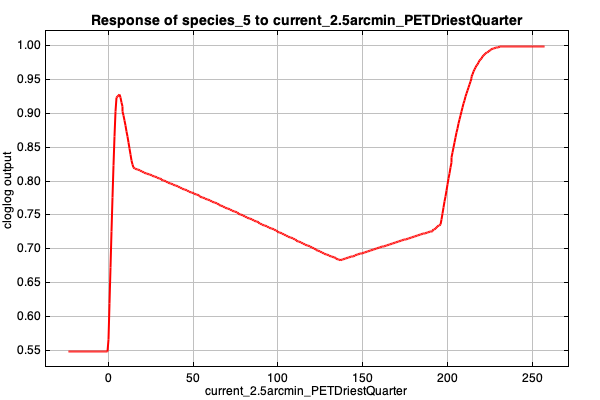 Response of species_5 to current_2.5arcmin_PETDriestQuarter
1.00
0.95
0.90
0.85
0.80
0.75
0.70
0.65
0.60
0.55
cloglog output
0 50 100 150 200 250
current_2.5arcmin_PETDriestQuarter